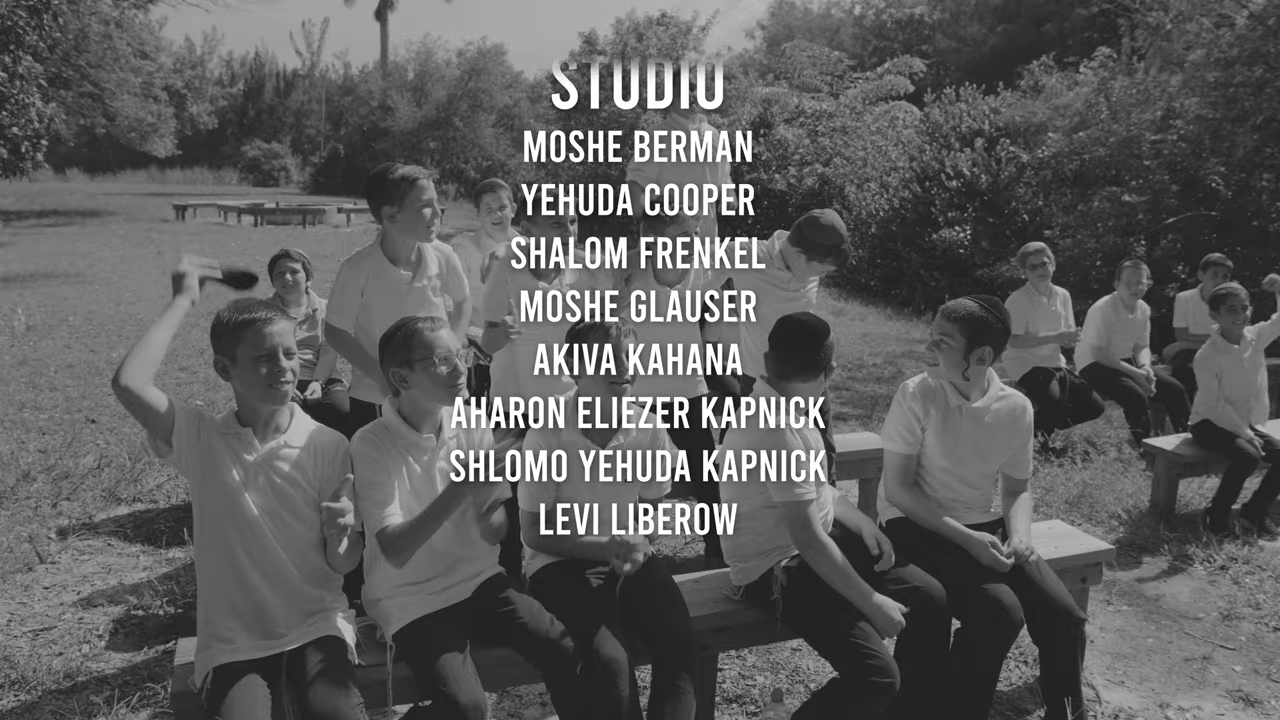 STUDIO
MOSHE BERMAN
YEHUDA COOPER
SHALOM FRENKEL
MOSHE GLAUSER
AKIVA KAHANA
AHARON ELIEZER KAPNICK
SHLOMO YEHUDA KAPNICK
LEVI LIBEROW